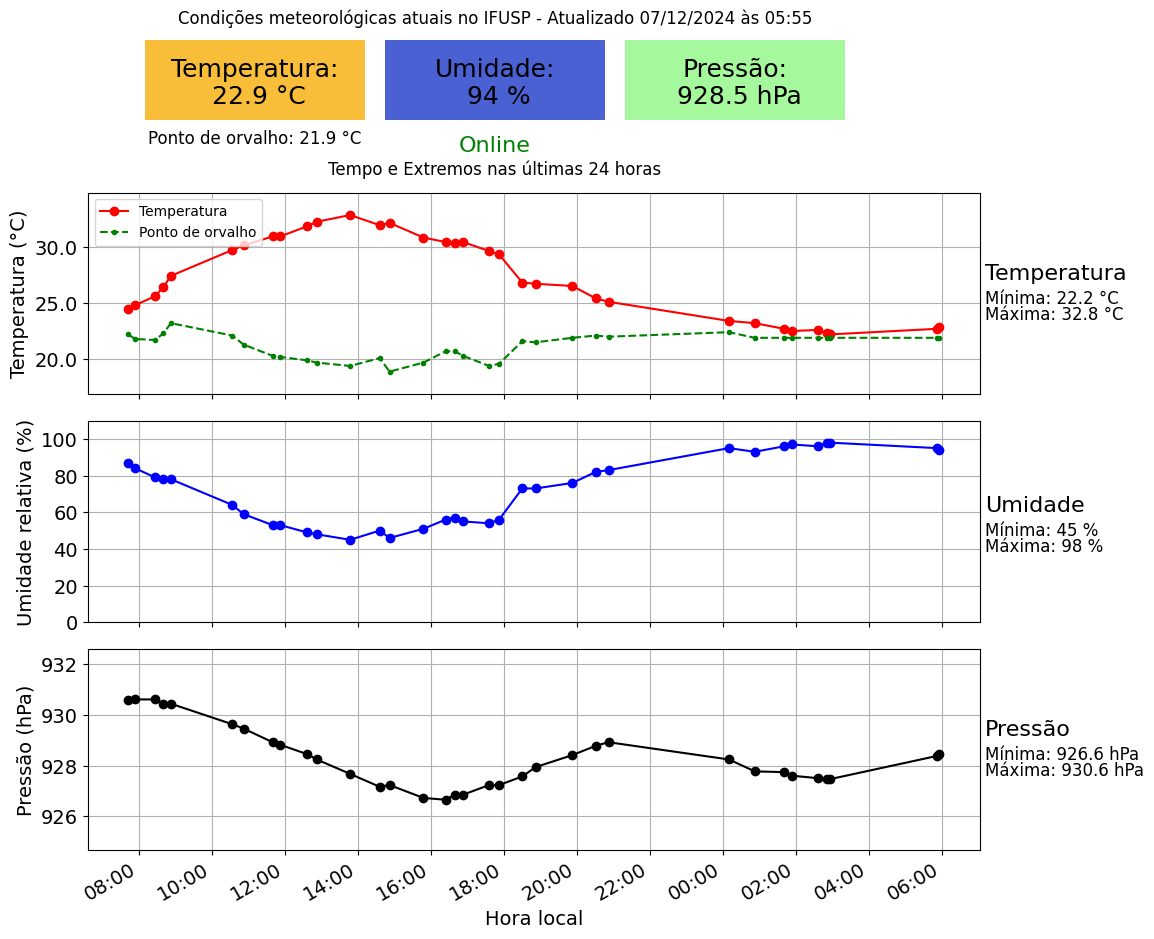 Condições meteorológicas atuais no IFUSP - Atualizado 07/12/2024 às 05:55
Temperatura:
22.9 °C
Umidade:
94 %
Pressão:
928.5 hPa
Ponto de orvalho: 21.9 °C
Online
Tempo e Extremos nas últimas 24 horas
Temperatura
Ponto de orvalho
Temperatura (°C)
30.0
25.0
20.0
Temperatura
Mínima: 22.2 °C
Máxima: 32.8 °C
Umidade relativa (%)
100
80
60
40
20
0
Umidade
Mínima: 45 %
Máxima: 98 %
Pressão (hPa)
932
930
928
926
Pressão
Mínima: 926.6 hPa
Máxima: 930.6 hPa
08:00 10:00 12:00 14:00 16:00 18:00 20:00 22:00 00:00 02:00 04:00 06:00
Hora local